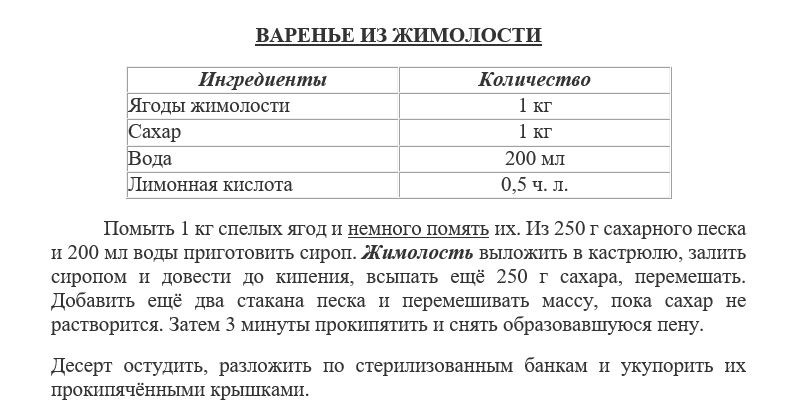 ВАРЕНЬЕ ИЗ ЖИМОЛОСТИ
Ингредиенты Количество
Ягоды жимолости 1 кг
Сахар 1 кг
Вода 200 мл
Лимонная кислота 0,5 ч. л.
Помыть 1 кг спелых ягод и немного помять их. Из 250 г сахарного песка
и 200 мл воды приготовить сироп. Жимолость выложить в кастрюлю, залить
сиропом и довести до кипения, всыпать ещё 250 г сахара, перемешать.
Добавить ещё два стакана песка и перемешивать массу, пока сахар не
растворится. Затем 3 минуты прокипятить и снять образовавшуюся пену.
Десерт остудить, разложить по стерилизованным банкам и укупорить их
прокипячёнными крышками.